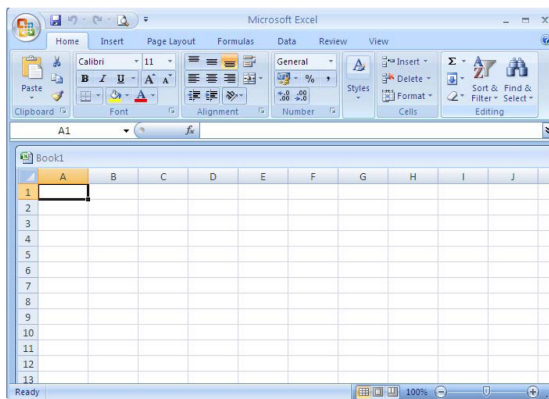 Microsoft Excel
Home Insert Page Layout Formulas Data Review View
Paste
Calibri 11
B I U A A
A
General
% ,
.00 .0
Styles
Insert
Delete
Format
Σ
Sort & Filter
Find & Select
Clipboard Font Alignment Number Cells Editing
A1 fx
Book1
A B C D E F G H I J
1
2
3
4
5
6
7
8
9
10
11
12
13
Ready 100%